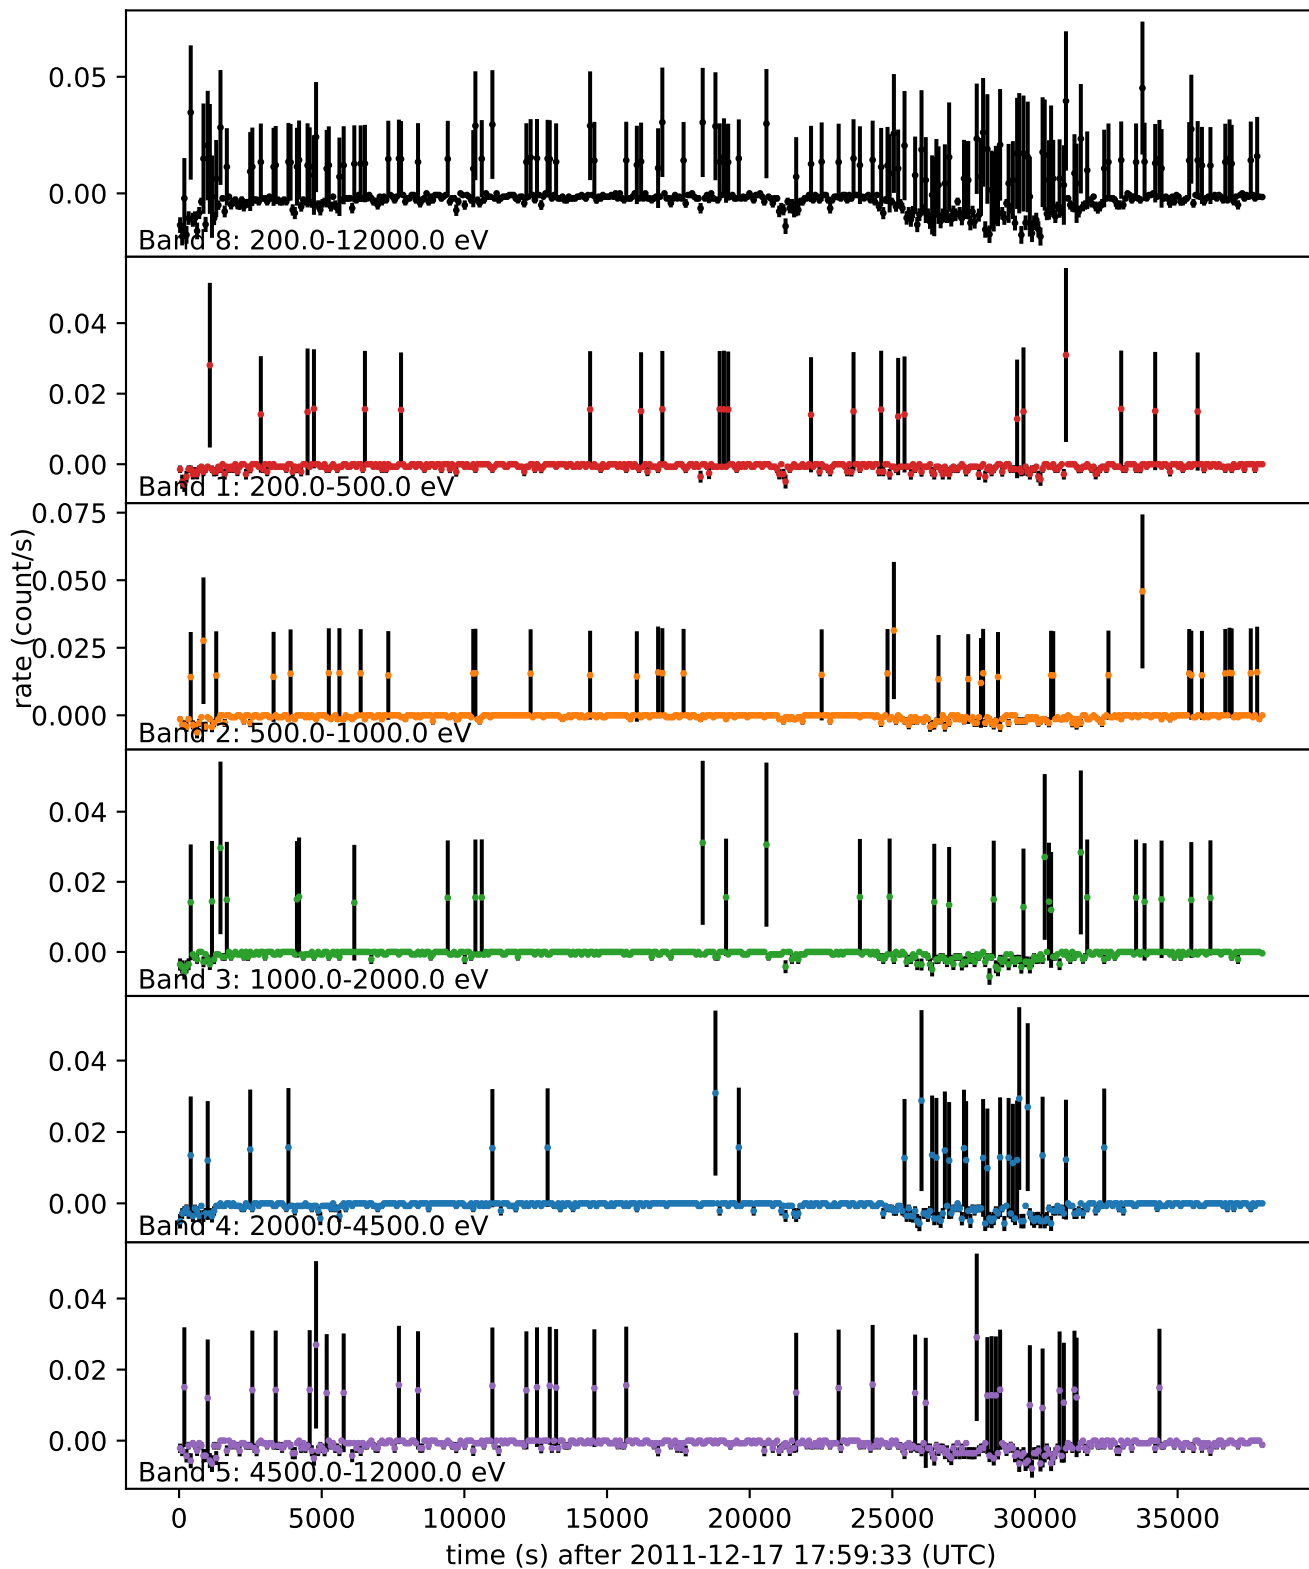 0.05
0.00
Band 8: 200.0-12000.0 eV
0.04
0.02
0.00
Band 1: 200.0-500.0 eV
rate (count/s)
0.075
0.050
0.025
0.000
Band 2: 500.0-1000.0 eV
0.04
0.02
0.00
Band 3: 1000.0-2000.0 eV
0.04
0.02
0.00
Band 4: 2000.0-4500.0 eV
0.04
0.02
0.00
Band 5: 4500.0-12000.0 eV
0 5000 10000 15000 20000 25000 30000 35000
time (s) after 2011-12-17 17:59:33 (UTC)